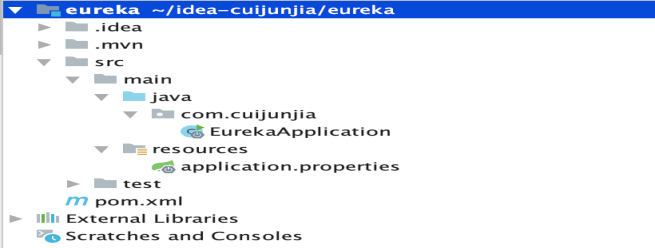 eureka ~/idea-cuijunjia/eureka
.idea
.mvn
src
main
java
com.cuijunjia
EurekaApplication
resources
application.properties
test
pom.xml
External Libraries
Scratches and Consoles